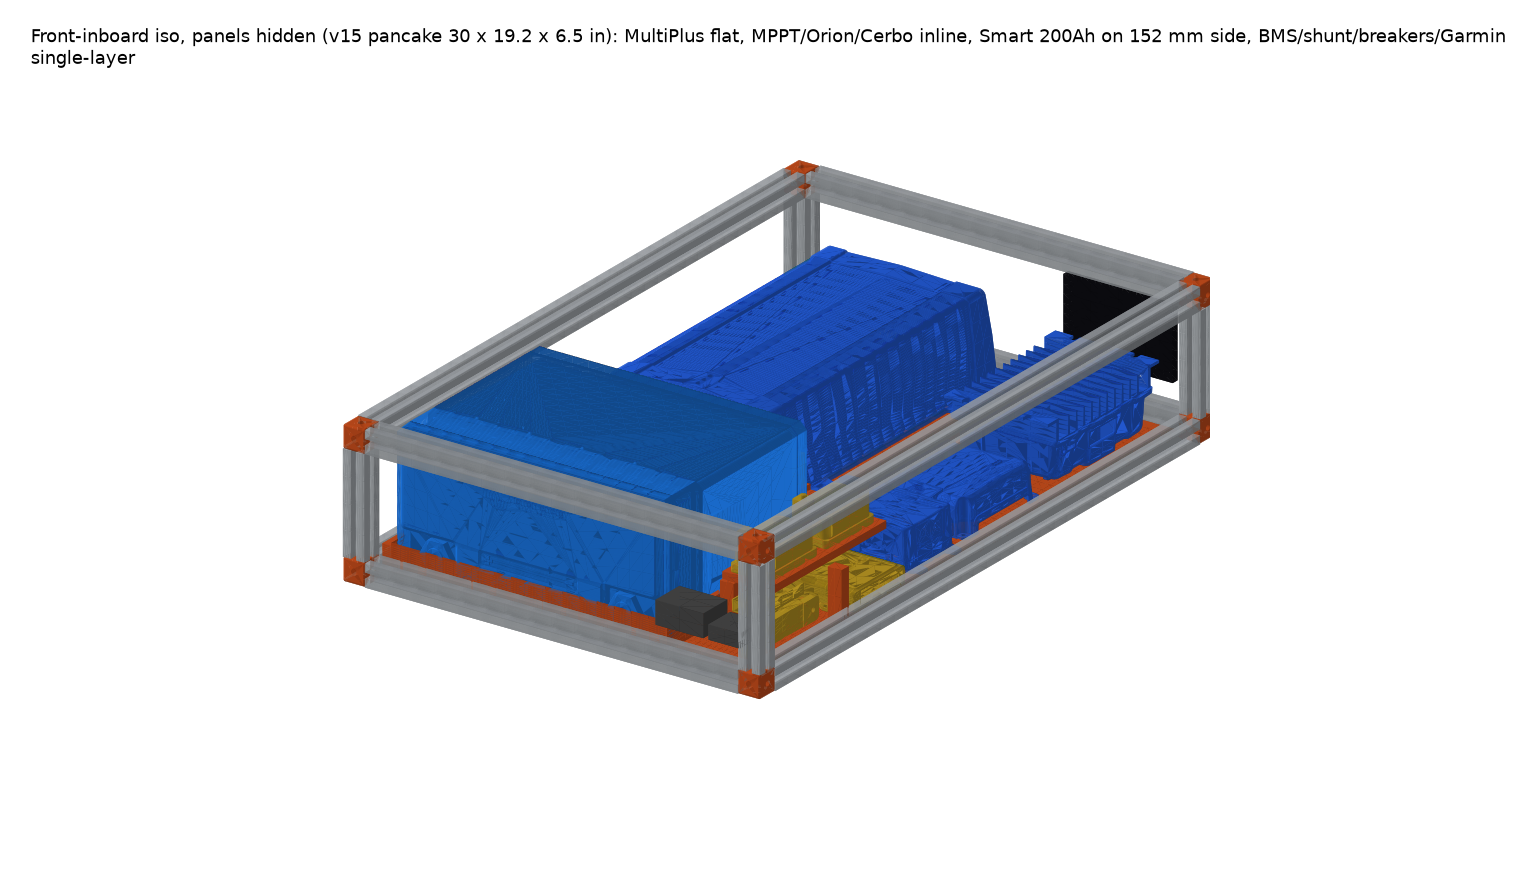 Front-inboard iso, panels hidden (v15 pancake 30 x 19.2 x 6.5 in): MultiPlus flat, MPPT/Orion/Cerbo inline, Smart 200Ah on 152 mm side, BMS/shunt/breakers/Garmin
single-layer